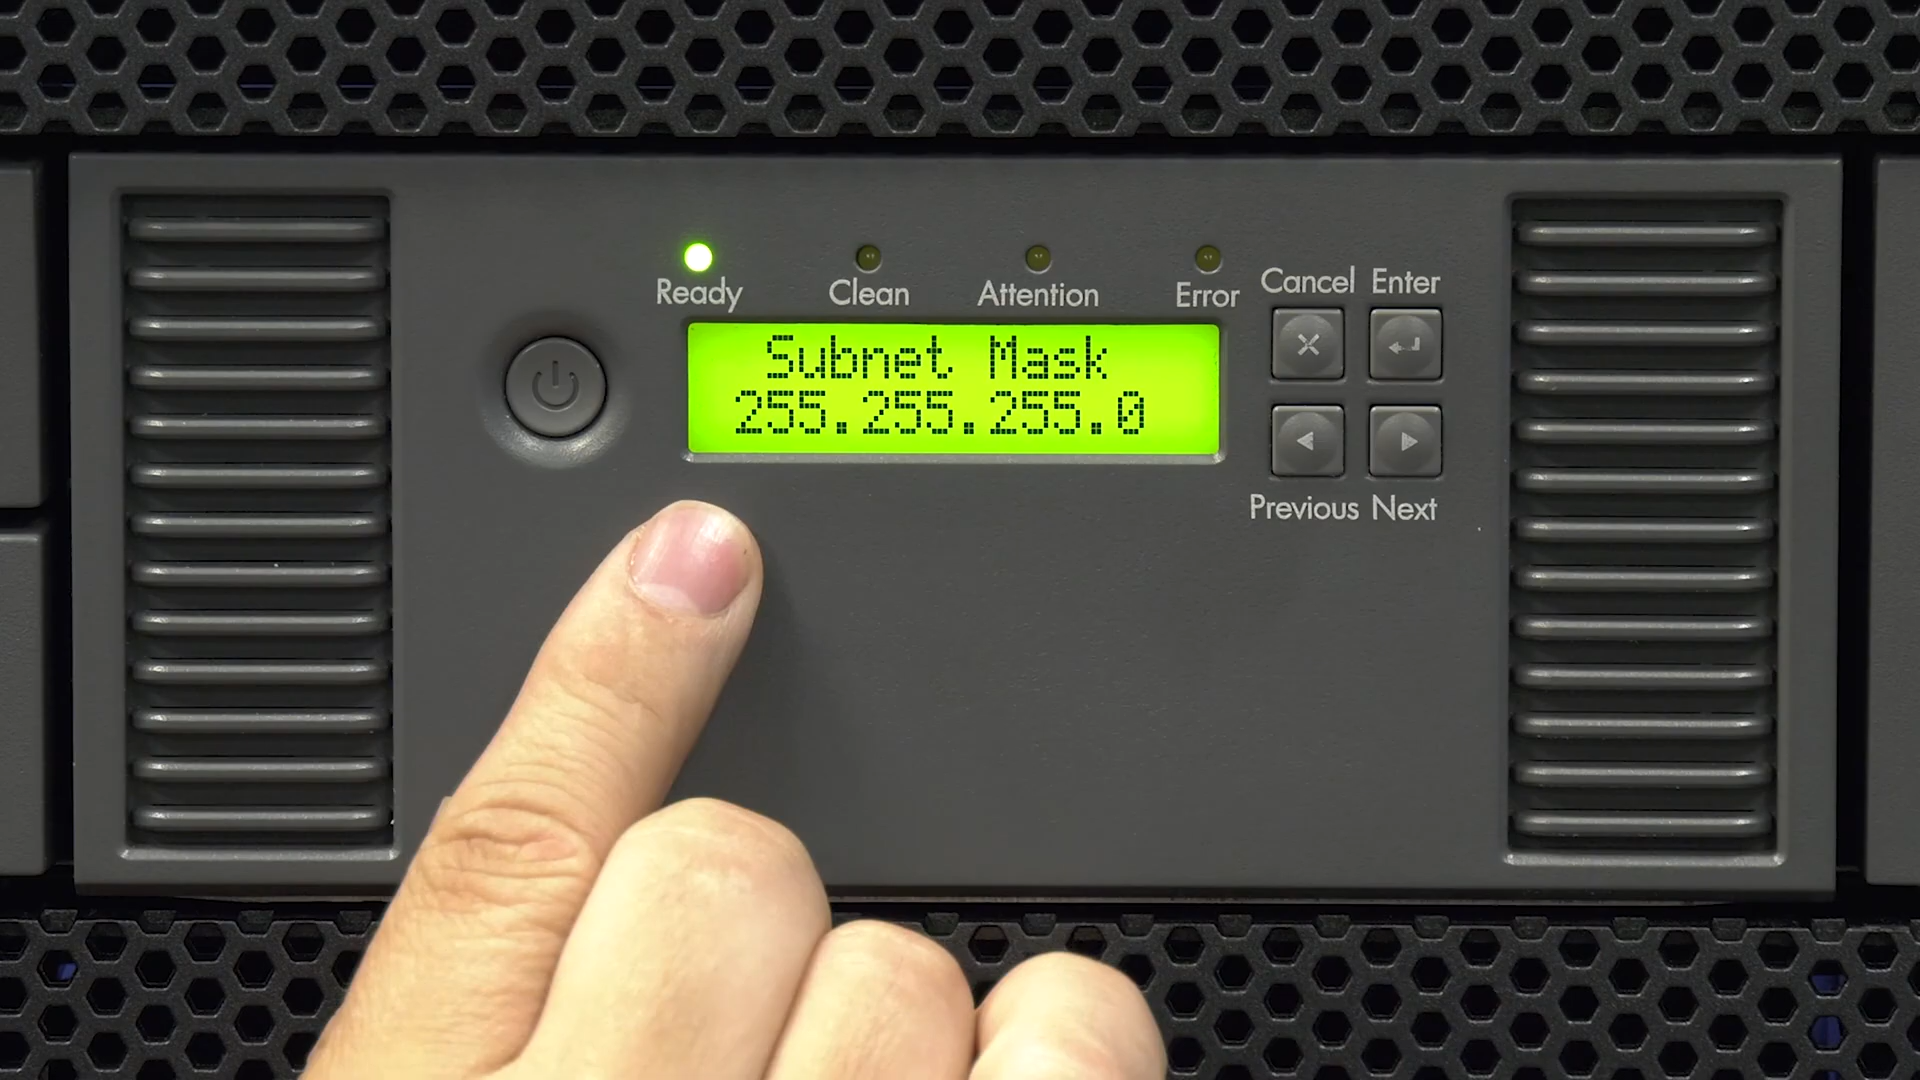 Ready Clean Attention Error
Cancel Enter
Subnet Mask
255.255.255.0
Previous Next